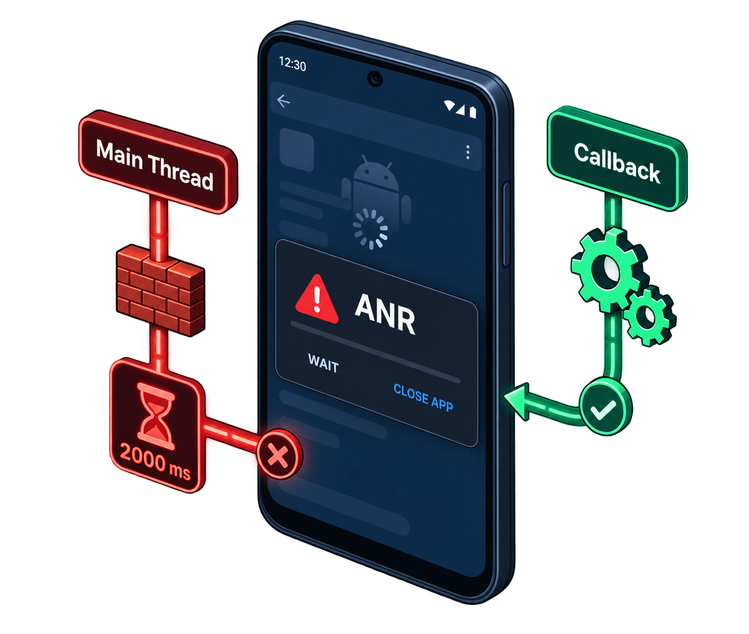 12:30
Main Thread
Callback
ANR
WAIT
CLOSE APP
2000 ms